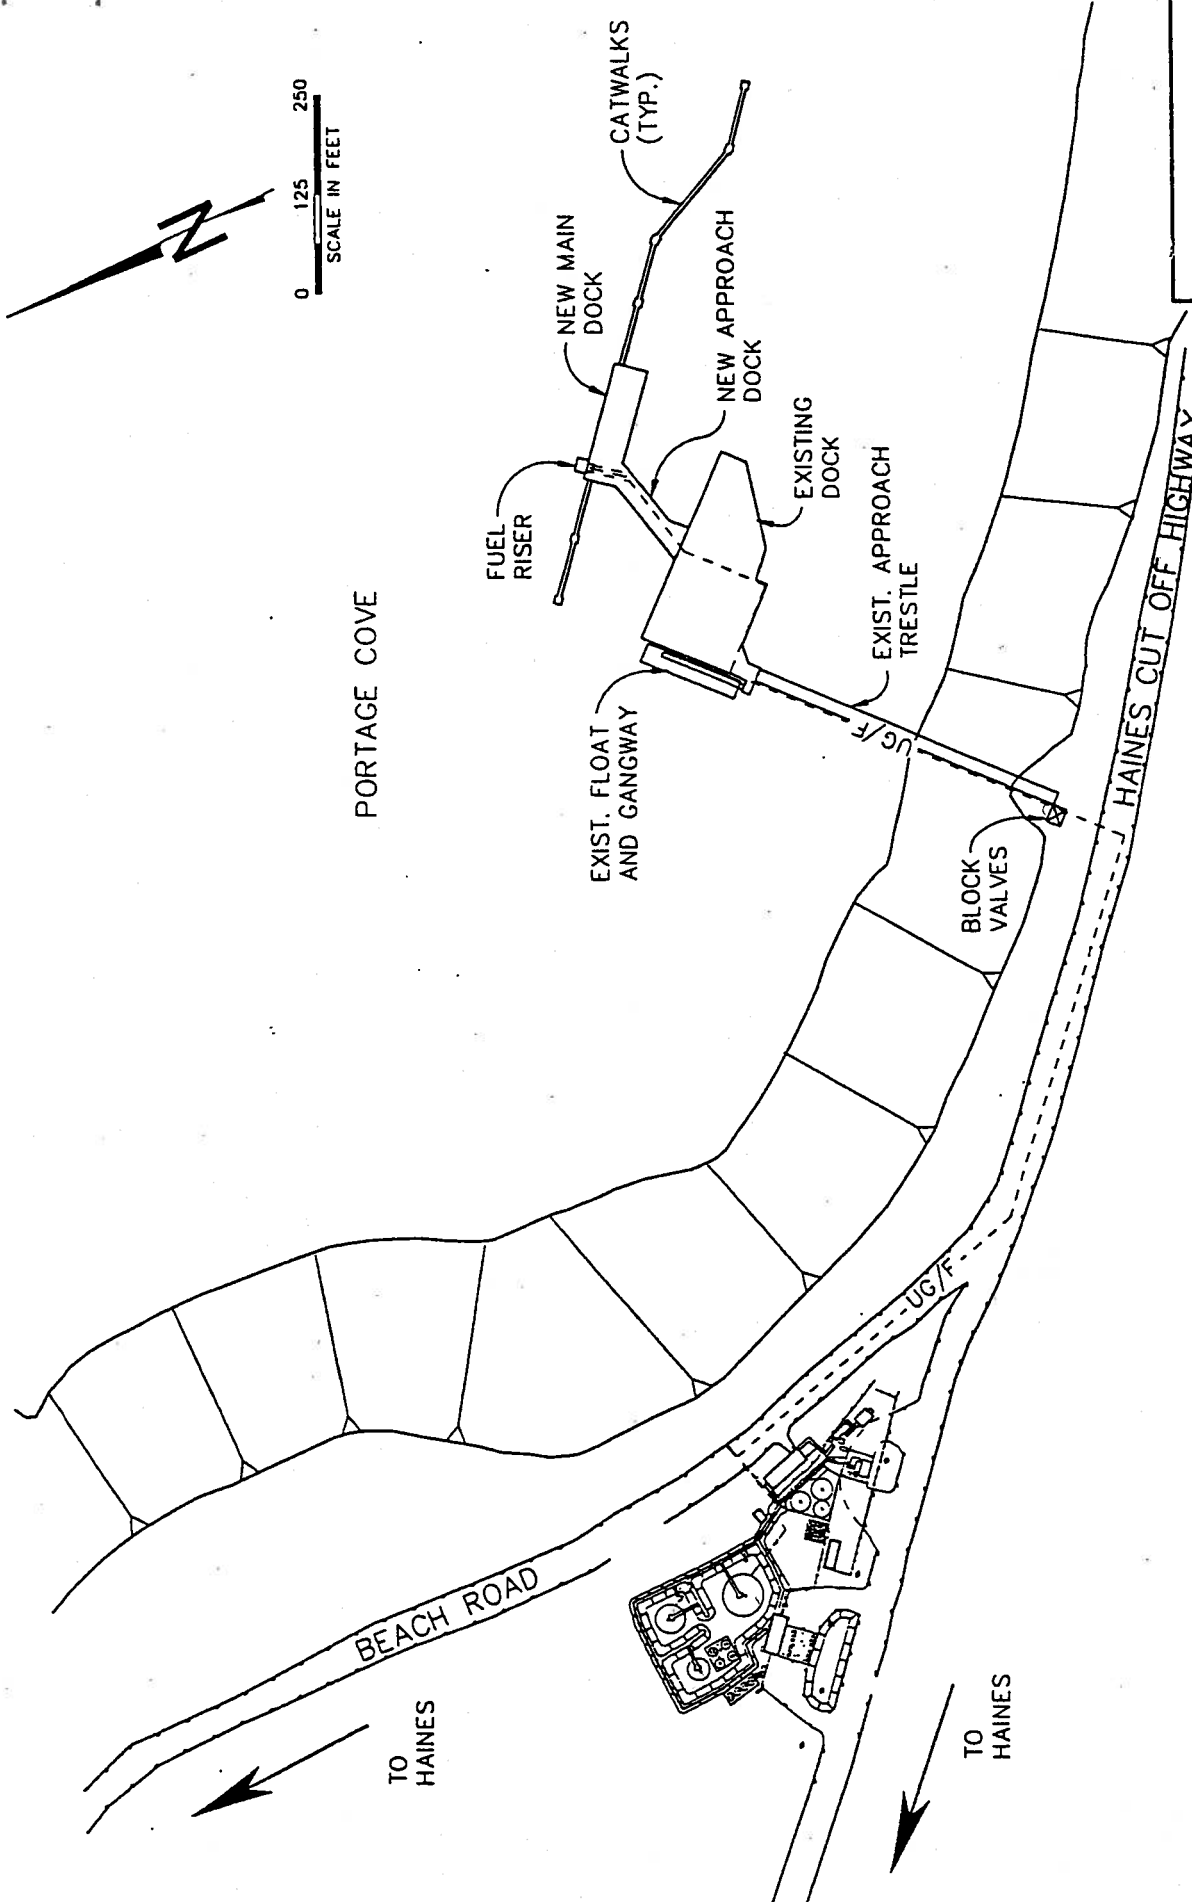 N
0 125 250
SCALE IN FEET
CATWALKS
(TYP.)
NEW MAIN
DOCK
NEW APPROACH
DOCK
FUEL
RISER
EXISTING
DOCK
PORTAGE COVE
EXIST. APPROACH
TRESTLE
EXIST. FLOAT
AND GANGWAY
UG/F
BLOCK
VALVES
HAINES CUT OFF HIGHWAY
UG/F
BEACH ROAD
TO
HAINES
TO
HAINES